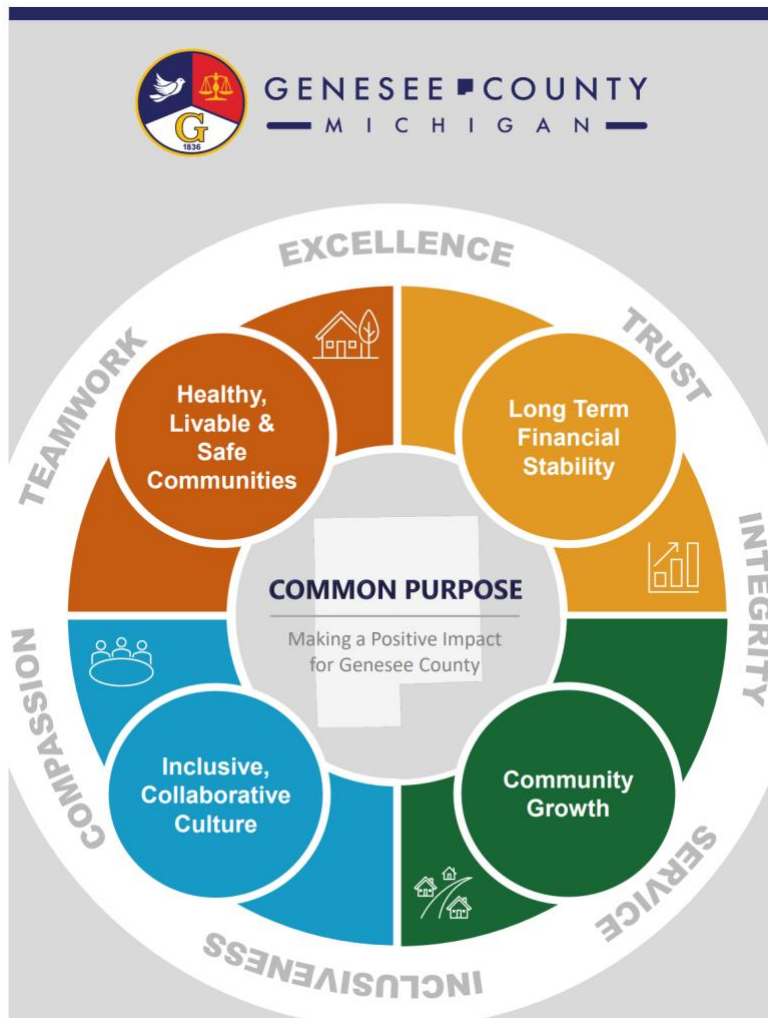 GENESEE COUNTY
MICHIGAN
G
1836
EXCELLENCE
TRUST
INTEGRITY
SERVICE
INCLUSIVENESS
COMPASSION
TEAMWORK
Healthy,
Livable &
Safe
Communities
Long Term
Financial
Stability
COMMON PURPOSE
Making a Positive Impact
for Genesee County
Inclusive,
Collaborative
Culture
Community
Growth